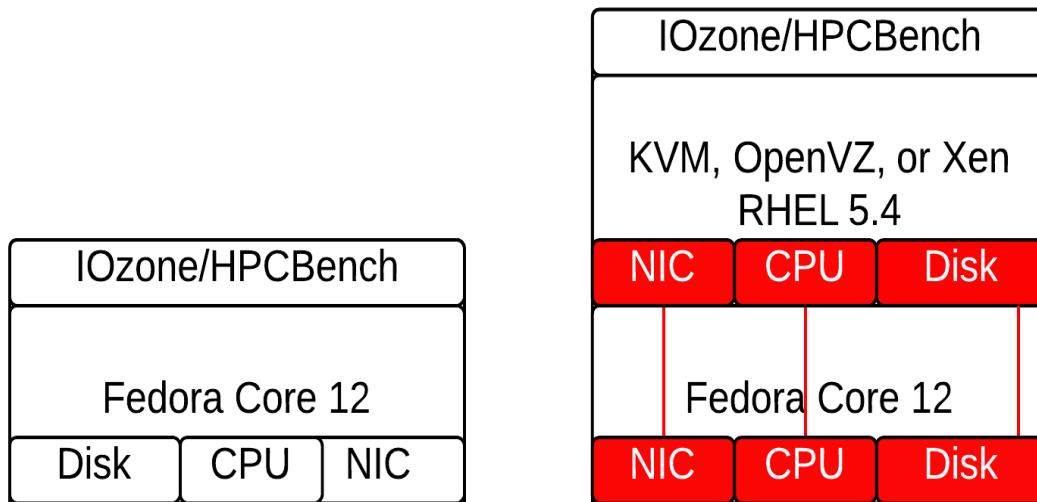 IOzone/HPCBench
Fedora Core 12
Disk CPU NIC
IOzone/HPCBench
KVM, OpenVZ, or Xen
RHEL 5.4
NIC CPU Disk
Fedora Core 12
NIC CPU Disk